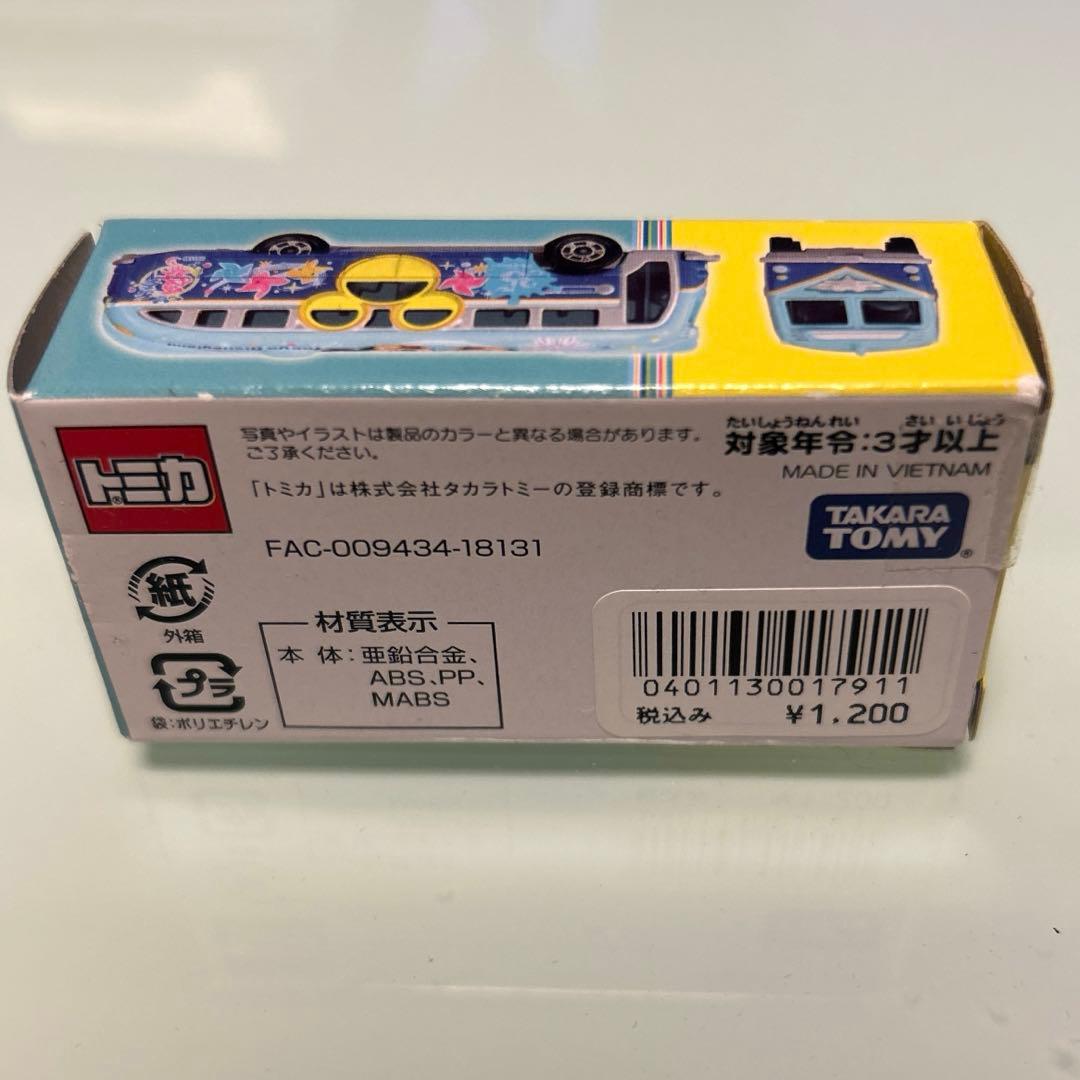 トミカ®
写真やイラストは製品のカラーと異なる場合があります。
ご了承ください。
「トミカ」は株式会社タカラトミーの登録商標です。
FAC-009434-18131
たいしょうねんれい さいいじょう
対象年令:3才以上
MADE IN VIETNAM
TAKARA
TOMY®
紙
外箱
プラ
袋:ポリエチレン
材質表示
本体:亜鉛合金、
ABS、PP、
MABS
0401130017911
税込み ¥1,200